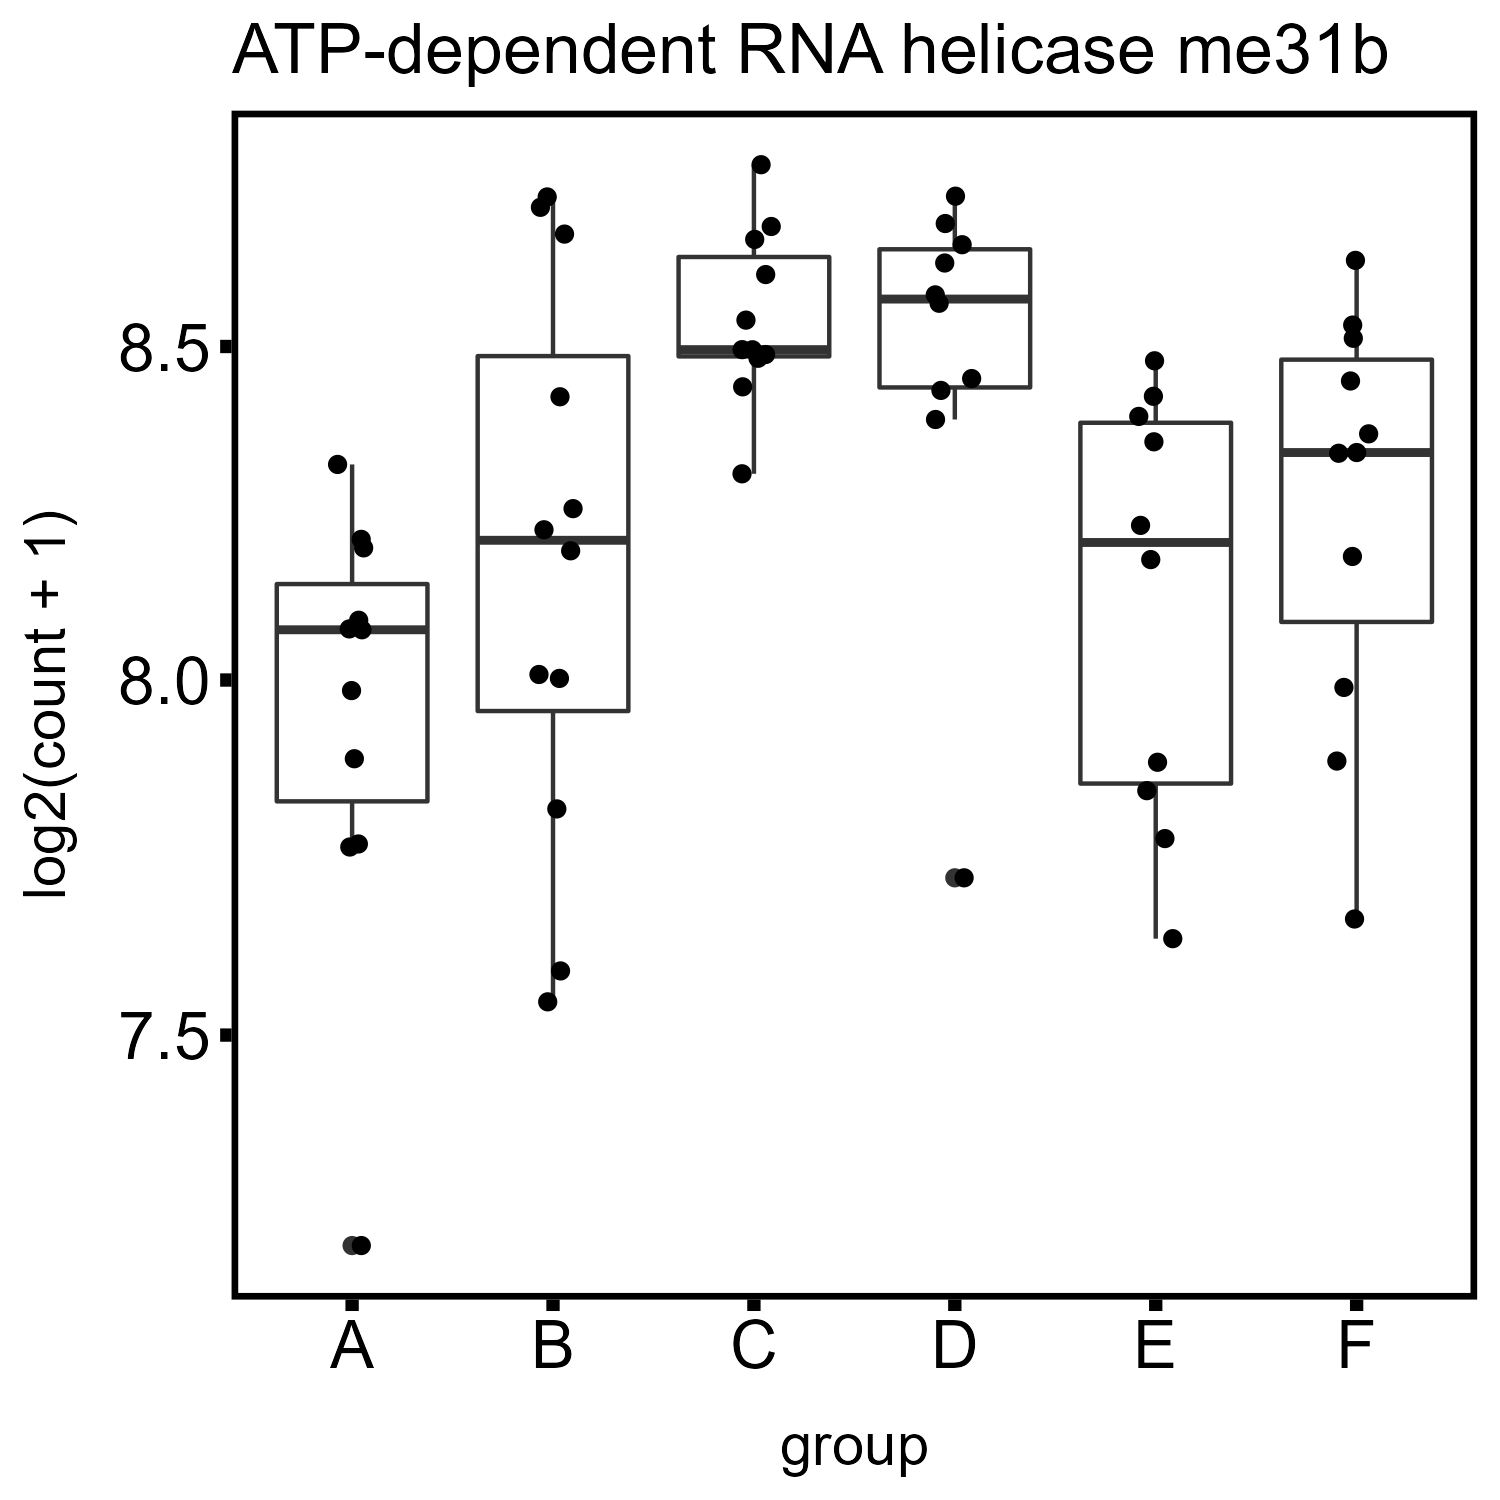 ATP-dependent RNA helicase me31b
log2(count + 1)
8.5
8.0
7.5
A B C D E F
group